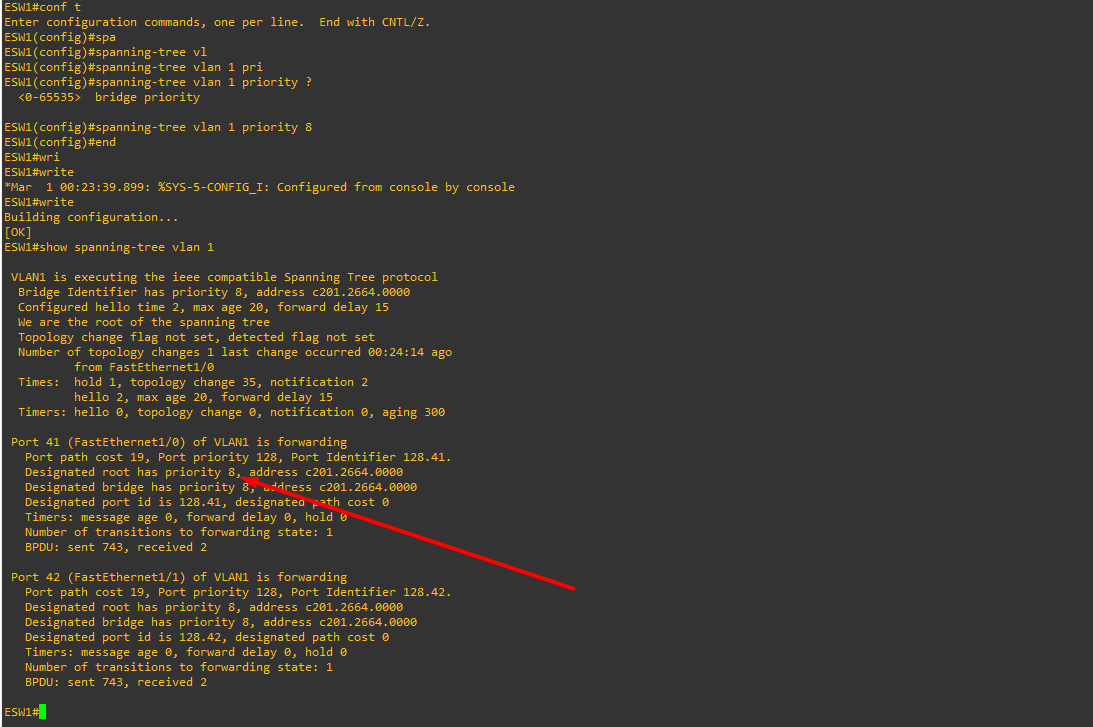 ESW1#conf t
Enter configuration commands, one per line.  End with CNTL/Z.
ESW1(config)#spa
ESW1(config)#spanning-tree vl
ESW1(config)#spanning-tree vlan 1 pri
ESW1(config)#spanning-tree vlan 1 priority ?
  <0-65535>  bridge priority
ESW1(config)#spanning-tree vlan 1 priority 8
ESW1(config)#end
ESW1#wri
ESW1#write
*Mar  1 00:23:39.899: %SYS-5-CONFIG_I: Configured from console by console
ESW1#write
Building configuration...
[OK]
ESW1#show spanning-tree vlan 1
 VLAN1 is executing the ieee compatible Spanning Tree protocol
  Bridge Identifier has priority 8, address c201.2664.0000
  Configured hello time 2, max age 20, forward delay 15
  We are the root of the spanning tree
  Topology change flag not set, detected flag not set
  Number of topology changes 1 last change occurred 00:24:14 ago
          from FastEthernet1/0
  Times:  hold 1, topology change 35, notification 2
          hello 2, max age 20, forward delay 15
  Timers: hello 0, topology change 0, notification 0, aging 300
 Port 41 (FastEthernet1/0) of VLAN1 is forwarding
   Port path cost 19, Port priority 128, Port Identifier 128.41.
   Designated root has priority 8, address c201.2664.0000
   Designated bridge has priority 8, address c201.2664.0000
   Designated port id is 128.41, designated path cost 0
   Timers: message age 0, forward delay 0, hold 0
   Number of transitions to forwarding state: 1
   BPDU: sent 743, received 2
 Port 42 (FastEthernet1/1) of VLAN1 is forwarding
   Port path cost 19, Port priority 128, Port Identifier 128.42.
   Designated root has priority 8, address c201.2664.0000
   Designated bridge has priority 8, address c201.2664.0000
   Designated port id is 128.42, designated path cost 0
   Timers: message age 0, forward delay 0, hold 0
   Number of transitions to forwarding state: 1
   BPDU: sent 743, received 2
ESW1#